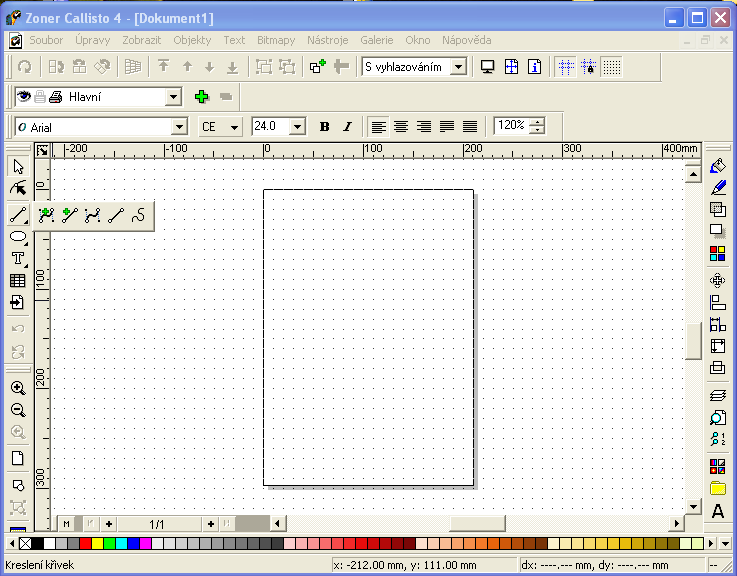 Zoner Callisto 4 - [Dokument1]
Soubor Úpravy Zobrazit Objekty Text Bitmapy Nástroje Galerie Okno Nápověda
S vyhlazováním
Hlavní
O Arial CE 24.0 B I 120%
-200 -100 0 100 200 300 400mm
0
100
200
300
T
A
M 1/1
Kreslení křivek x: -212.00 mm, y: 111.00 mm dx: ----.--- mm, dy: ----.--- mm --